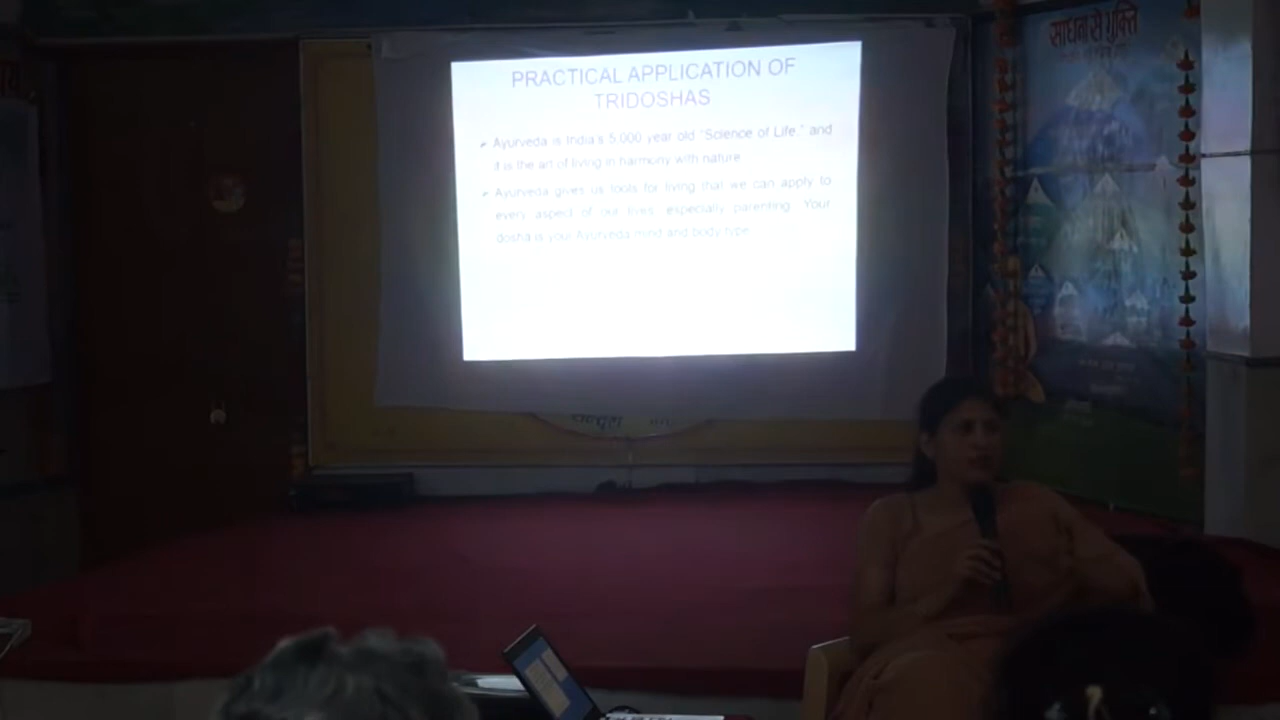 PRACTICAL APPLICATION OF
TRIDOSHAS
Ayurveda is India's 5,000 year old "Science of Life," and
it is the art of living in harmony with nature
Ayurveda gives us tools for living that we can apply to
every aspect of our lives, especially parenting. Your
dosha is your Ayurveda mind and body type.
साधना से मुक्ति